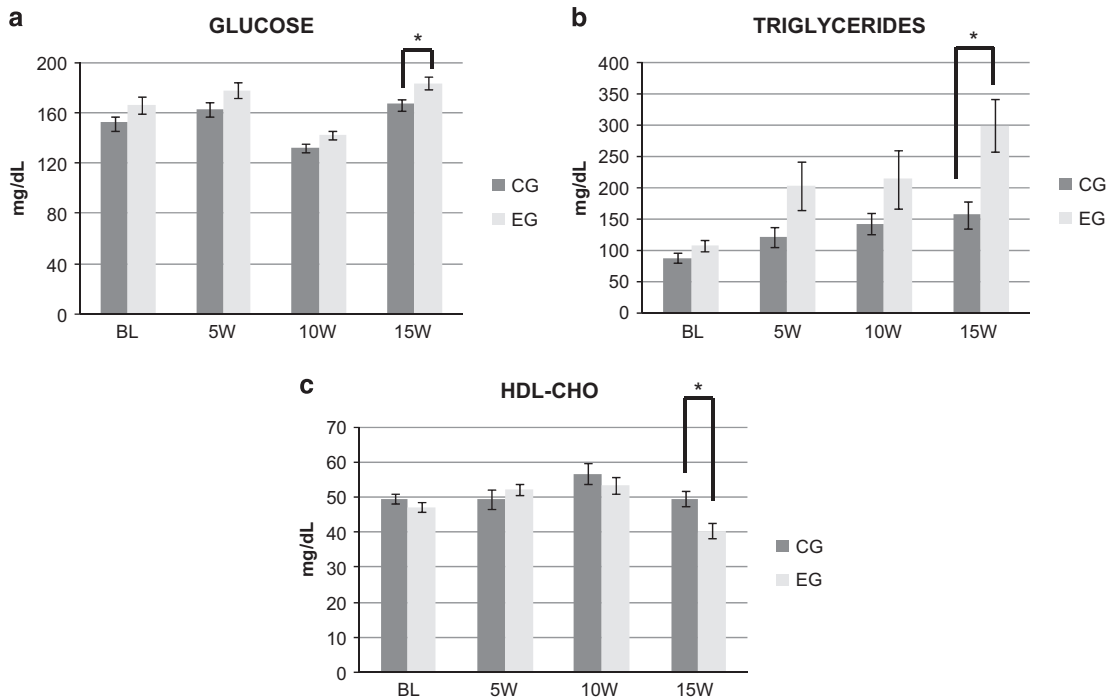 a
GLUCOSE
*
200
160
120
80
40
0
mg/dL
BL 5W 10W 15W
CG
EG
b
TRIGLYCERIDES
*
400
350
300
250
200
150
100
50
0
mg/dL
BL 5W 10W 15W
CG
EG
c
HDL-CHO
*
70
60
50
40
30
20
10
0
mg/dL
BL 5W 10W 15W
CG
EG